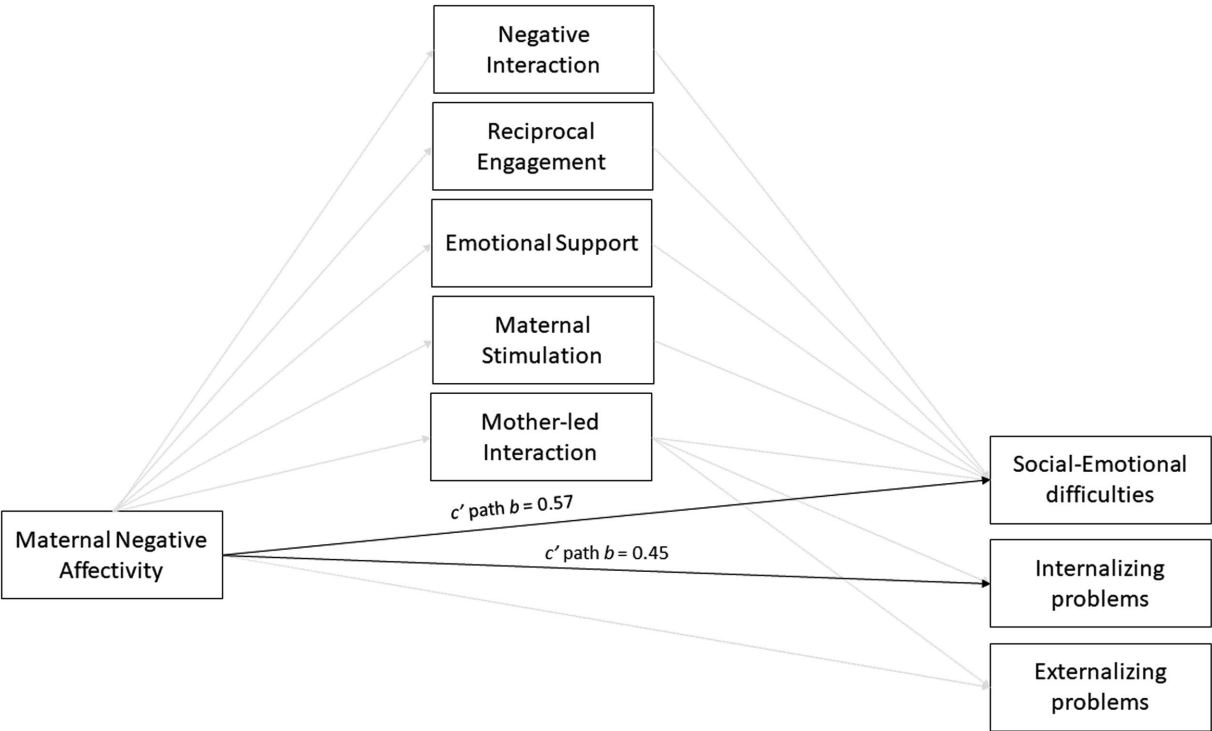 Negative
Interaction
Reciprocal
Engagement
Emotional Support
Maternal
Stimulation
Mother-led
Interaction
Maternal Negative
Affectivity
c’ path b = 0.57
c’ path b = 0.45
Social-Emotional
difficulties
Internalizing
problems
Externalizing
problems